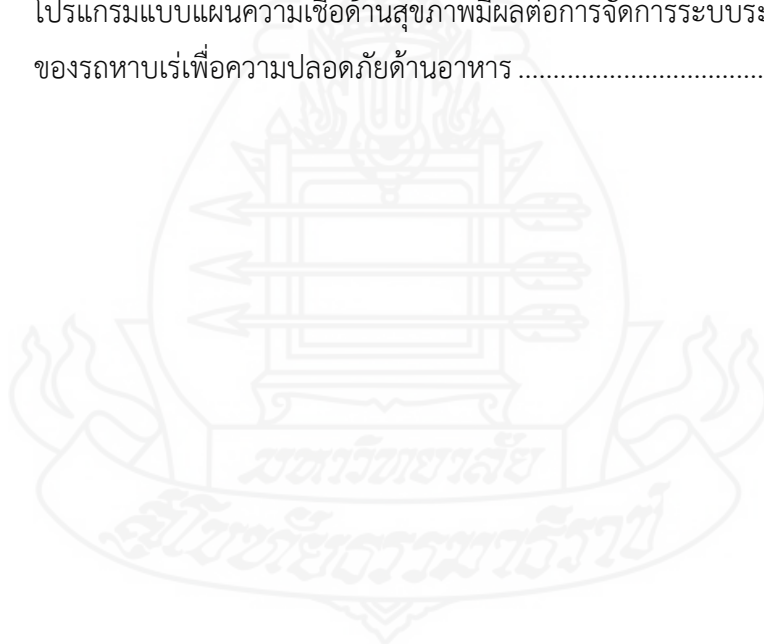 โปรแกรมแบบแผนความเชื่อด้านสุขภาพมีผลต่อการจัดการระบบระ
ของรถหาบเร่เพื่อความปลอดภัยด้านอาหาร ................................
มหาวิทยาลัย
สุโขทัยธรรมาธิราช